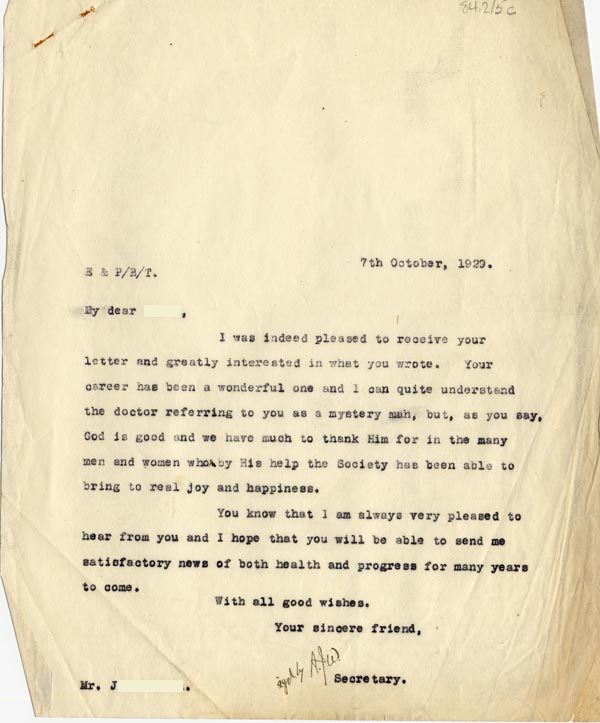 84.2/5c
7th October, 1929.
E & P/H/T.
My dear ,
I was indeed pleased to receive your
letter and greatly interested in what you wrote. Your
career has been a wonderful one and I can quite understand
the doctor referring to you as a mystery man, but, as you say,
God is good and we have much to thank Him for in the many
men and women who by His help the Society has been able to
bring to real joy and happiness.
You know that I am always very pleased to
hear from you and I hope that you will be able to send me
satisfactory news of both health and progress for many years
to come.
With all good wishes.
Your sincere friend,
by A.J.W.
Secretary.
Mr. J .